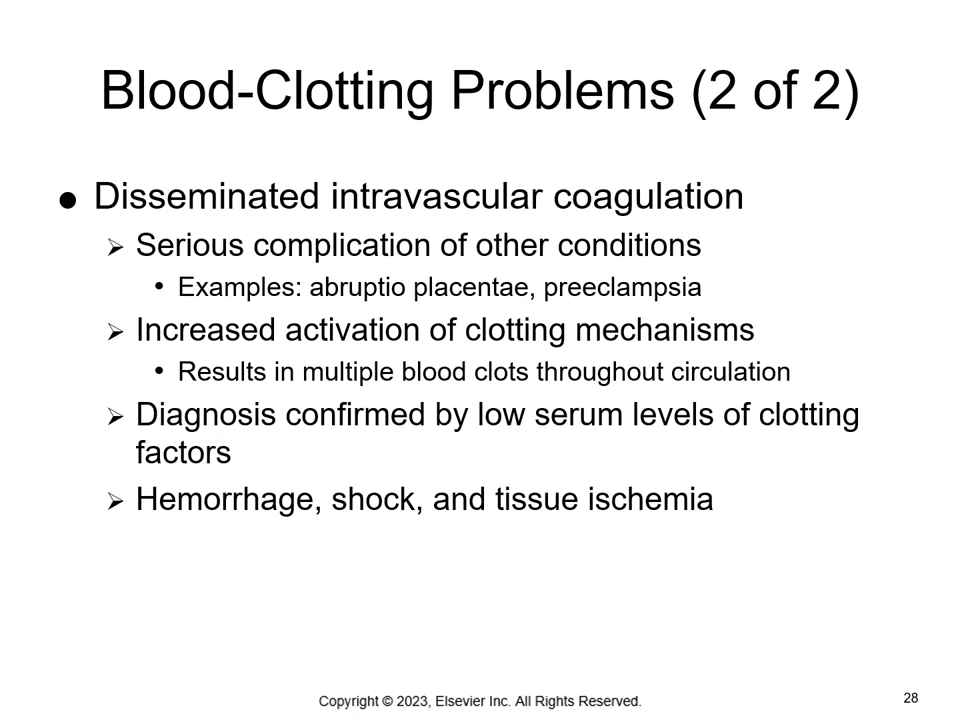 Blood-Clotting Problems (2 of 2)
● Disseminated intravascular coagulation
➢ Serious complication of other conditions
• Examples: abruptio placentae, preeclampsia
➢ Increased activation of clotting mechanisms
• Results in multiple blood clots throughout circulation
➢ Diagnosis confirmed by low serum levels of clotting
factors
➢ Hemorrhage, shock, and tissue ischemia
Copyright © 2023, Elsevier Inc. All Rights Reserved.
28